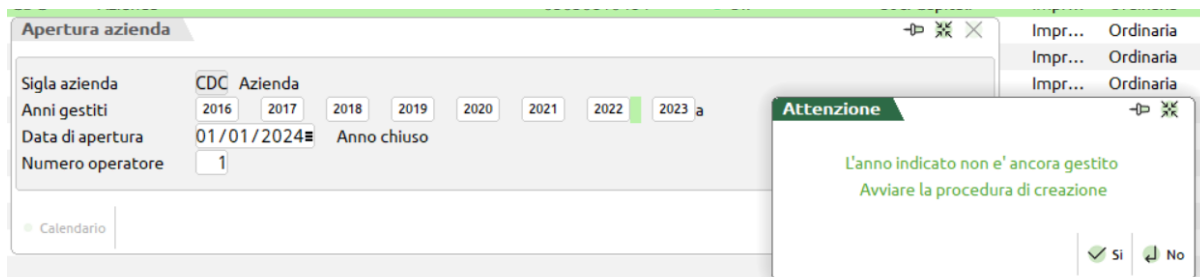 Apertura azienda
Impr... Ordinaria
Impr... Ordinaria
Sigla azienda CDC Azienda
Impr... Ordinaria
Anni gestiti 2016 2017 2018 2019 2020 2021 2022 2023 a
Attenzione
Data di apertura 01/01/2024 Anno chiuso
Numero operatore 1
L'anno indicato non e' ancora gestito
Avviare la procedura di creazione
Calendario
Si No